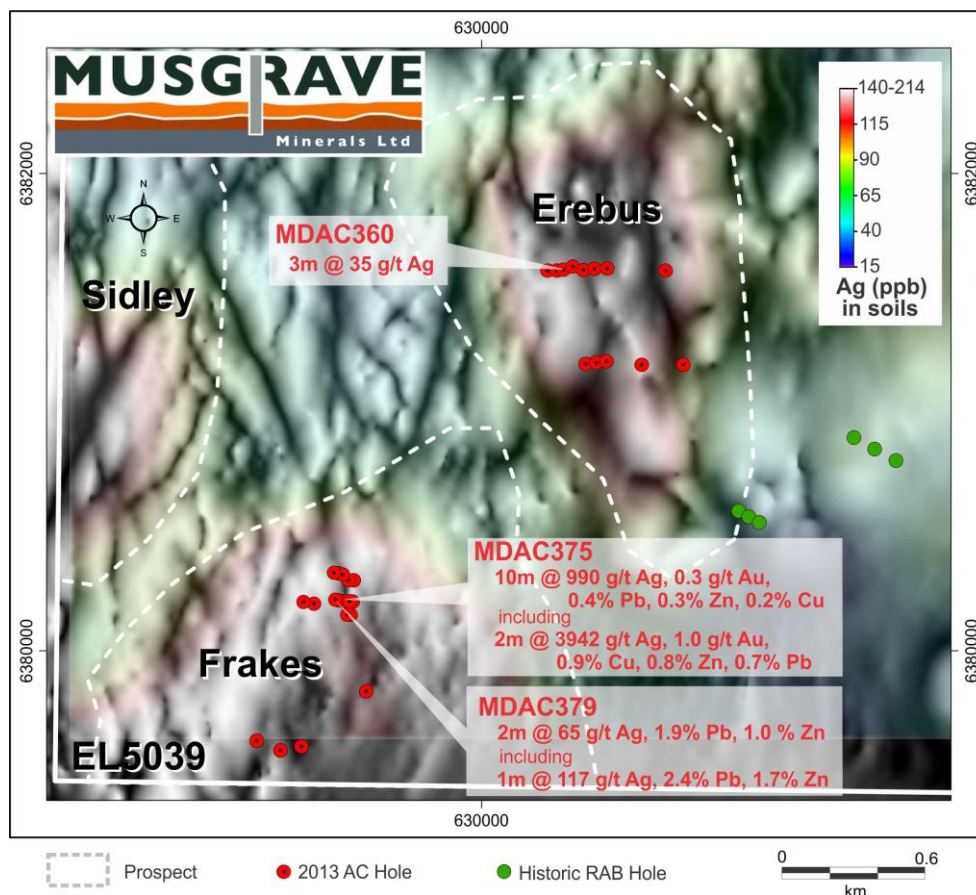 630000
MUSGRAVE
Minerals Ltd
6382000
6382000
N
W E
S
140-214
115
90
65
40
15
Ag (ppb)
in soils
Erebus
MDAC360
3m @ 35 g/t Ag
Sidley
MDAC375
10m @ 990 g/t Ag, 0.3 g/t Au,
0.4% Pb, 0.3% Zn, 0.2% Cu
including
2m @ 3942 g/t Ag, 1.0 g/t Au,
0.9% Cu, 0.8% Zn, 0.7% Pb
6380000
6380000
Frakes
MDAC379
2m @ 65 g/t Ag, 1.9% Pb, 1.0 % Zn
including
1m @ 117 g/t Ag, 2.4% Pb, 1.7% Zn
EL5039
630000
Prospect
2013 AC Hole
Historic RAB Hole
0 0.6
km